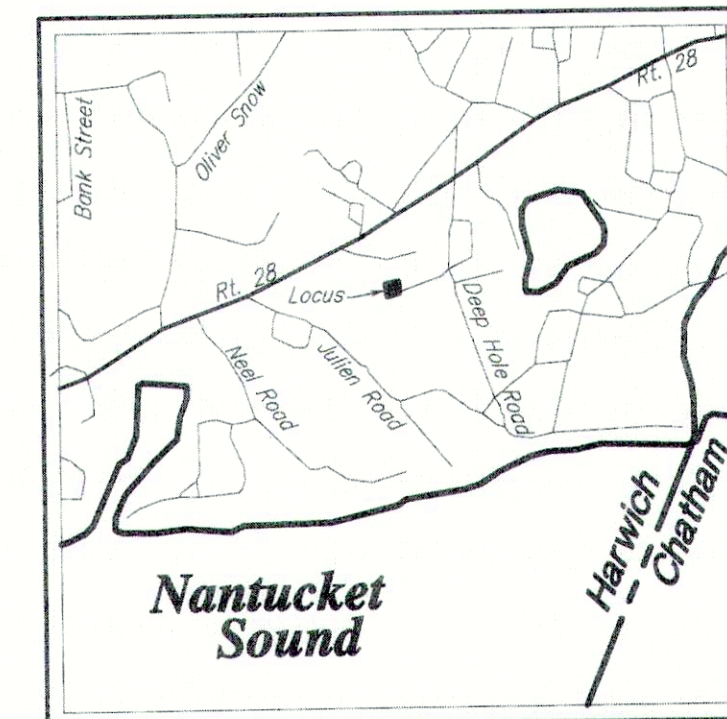 Rt. 28
Bank Street
Oliver Snow
Rt. 28
Locus
Deep Hole Road
Neel Road
Julien Road
Harwich
Chatham
Nantucket
Sound